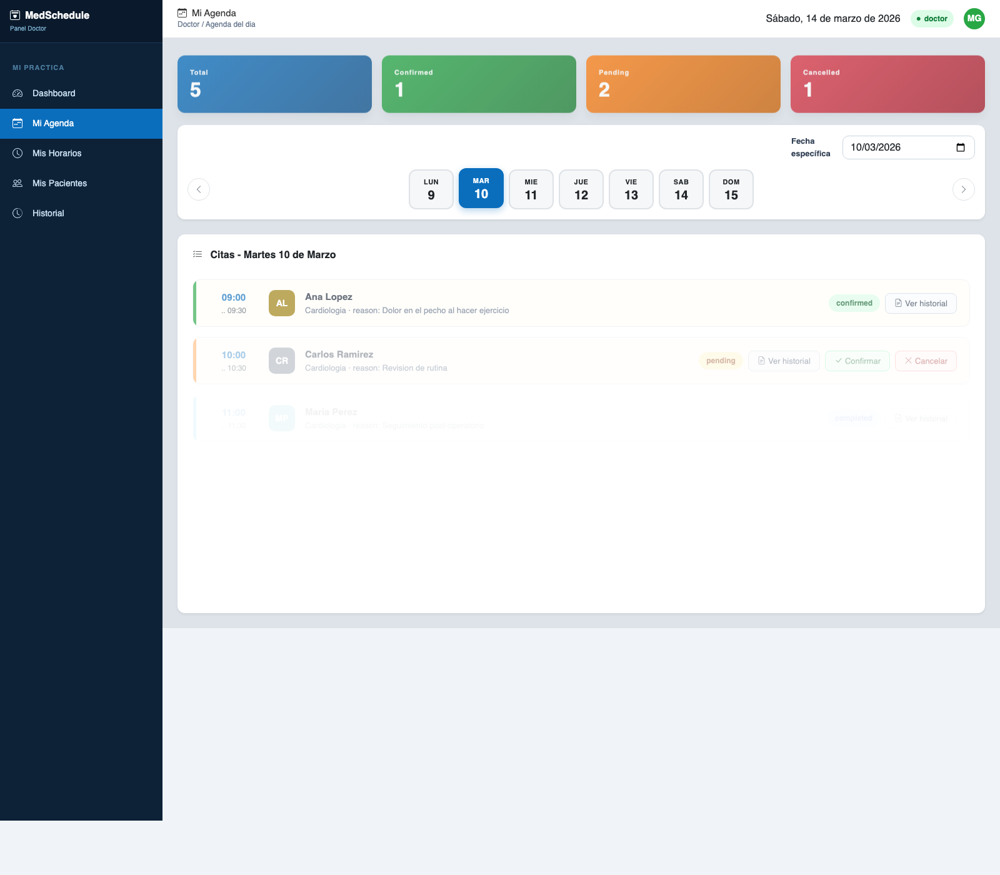 MedSchedule
Panel Doctor
MI PRACTICA
Dashboard
Mi Agenda
Mis Horarios
Mis Pacientes
Historial
Mi Agenda
Doctor / Agenda del dia
Sábado, 14 de marzo de 2026
• doctor
MG
Total
5
Confirmed
1
Pending
2
Cancelled
1
Fecha
específica
10/03/2026
LUN
9
MAR
10
MIE
11
JUE
12
VIE
13
SAB
14
DOM
15
Citas - Martes 10 de Marzo
09:00
.. 09:30
AL
Ana Lopez
Cardiologia · reason: Dolor en el pecho al hacer ejercicio
confirmed
Ver historial
10:00
.. 10:30
CR
Carlos Ramirez
Cardiologia · reason: Revision de rutina
pending
Ver historial
Confirmar
Cancelar
11:00
.. 11:30
MP
Maria Perez
Cardiologia · reason: Seguimiento post-operatorio
completed
Ver historial